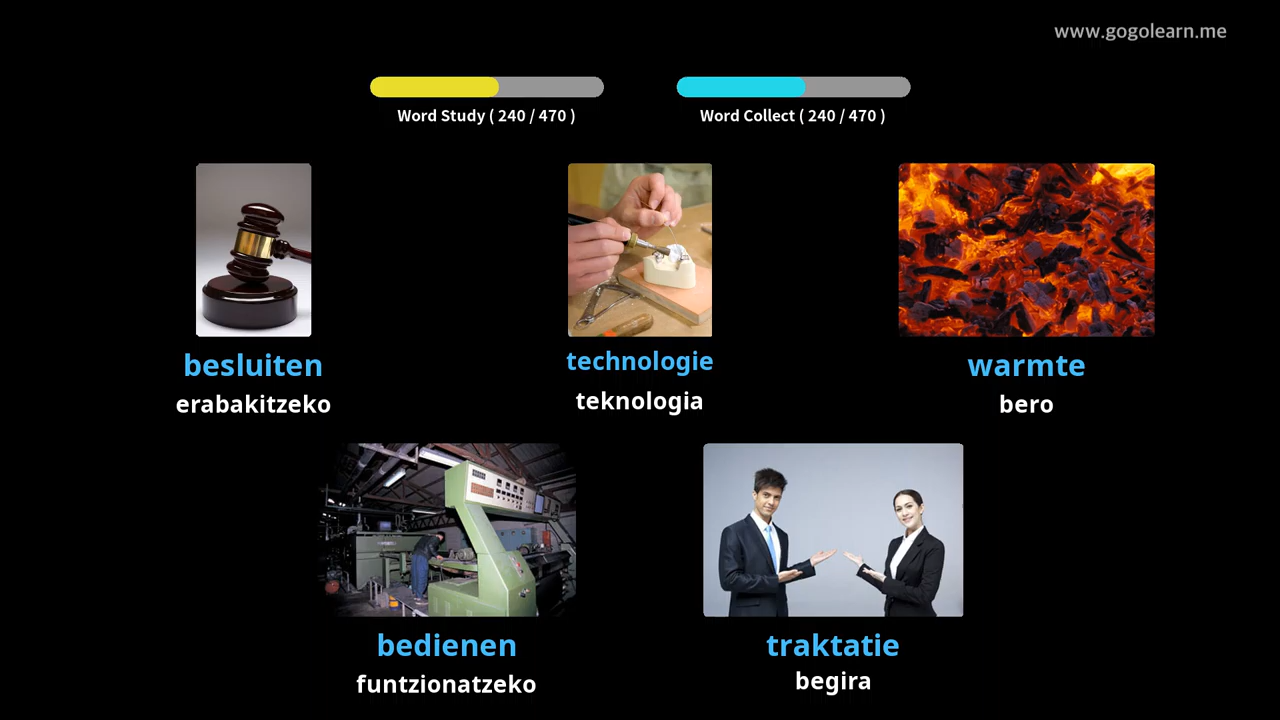 www.gogolearn.me
Word Study ( 240 / 470 )
Word Collect ( 240 / 470 )
besluiten
erabakitzeko
technologie
teknologia
warmte
bero
bedienen
funtzionatzeko
traktatie
begira